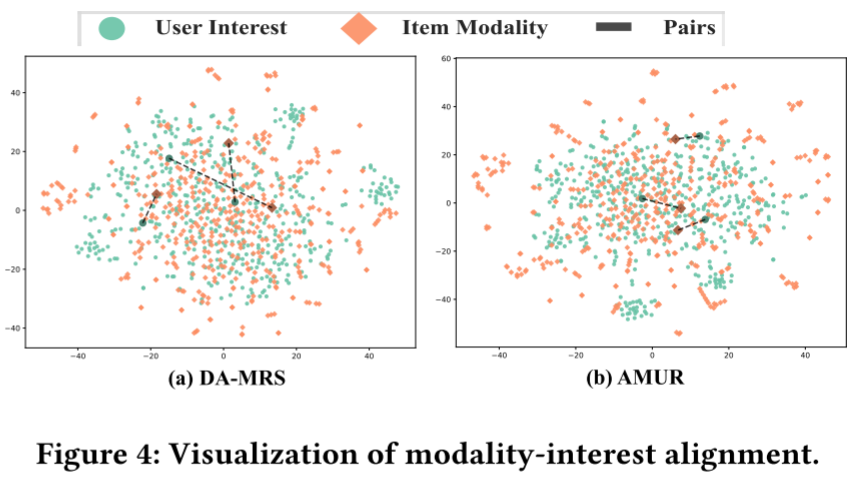 User Interest Item Modality Pairs
60
40 40
20 20
0 0
−20 −20
−40 −40
−40 −20 0 20 40 −40 −20 0 20 40
(a) DA-MRS (b) AMUR
Figure 4: Visualization of modality-interest alignment.